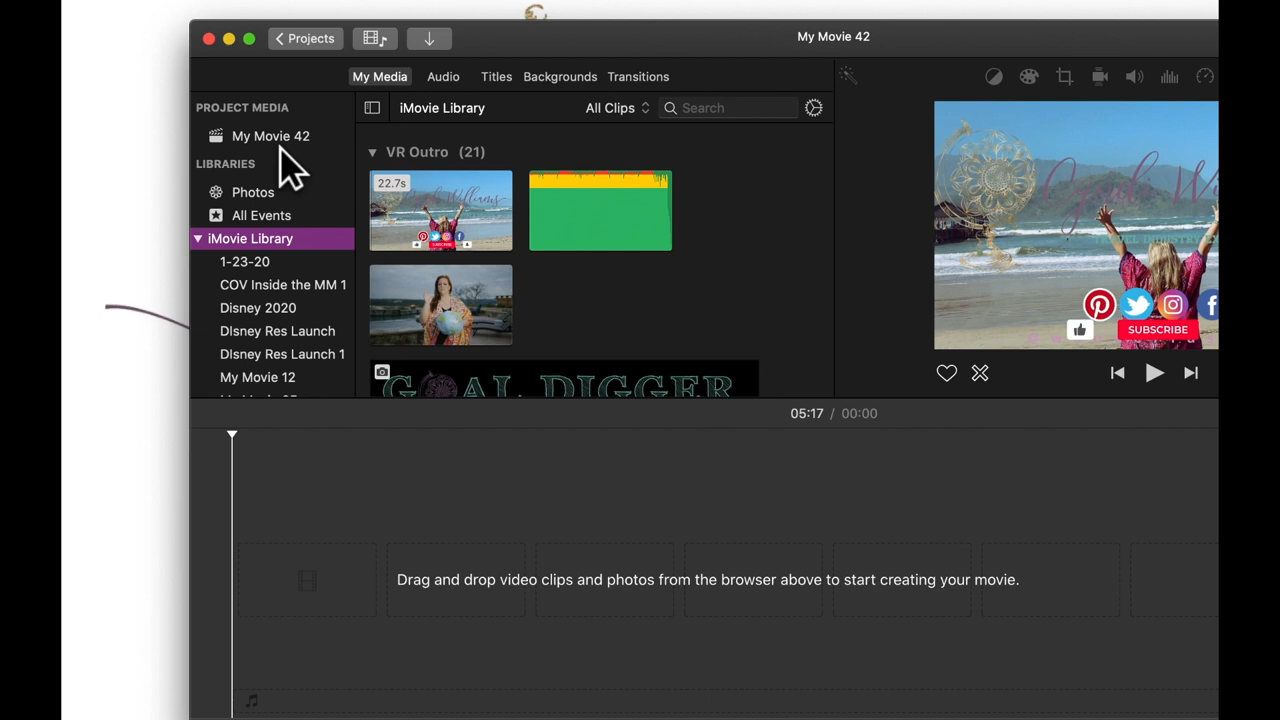 Projects
My Movie 42
My Media Audio Titles Backgrounds Transitions
PROJECT MEDIA
My Movie 42
LIBRARIES
Photos
All Events
iMovie Library
1-23-20
COV Inside the MM 1
Disney 2020
DIsney Res Launch
DIsney Res Launch 1
My Movie 12
iMovie Library All Clips Search
VR Outro (21)
22.7s
GOAL DIGGER
SUBSCRIBE
05:17 / 00:00
Drag and drop video clips and photos from the browser above to start creating your movie.